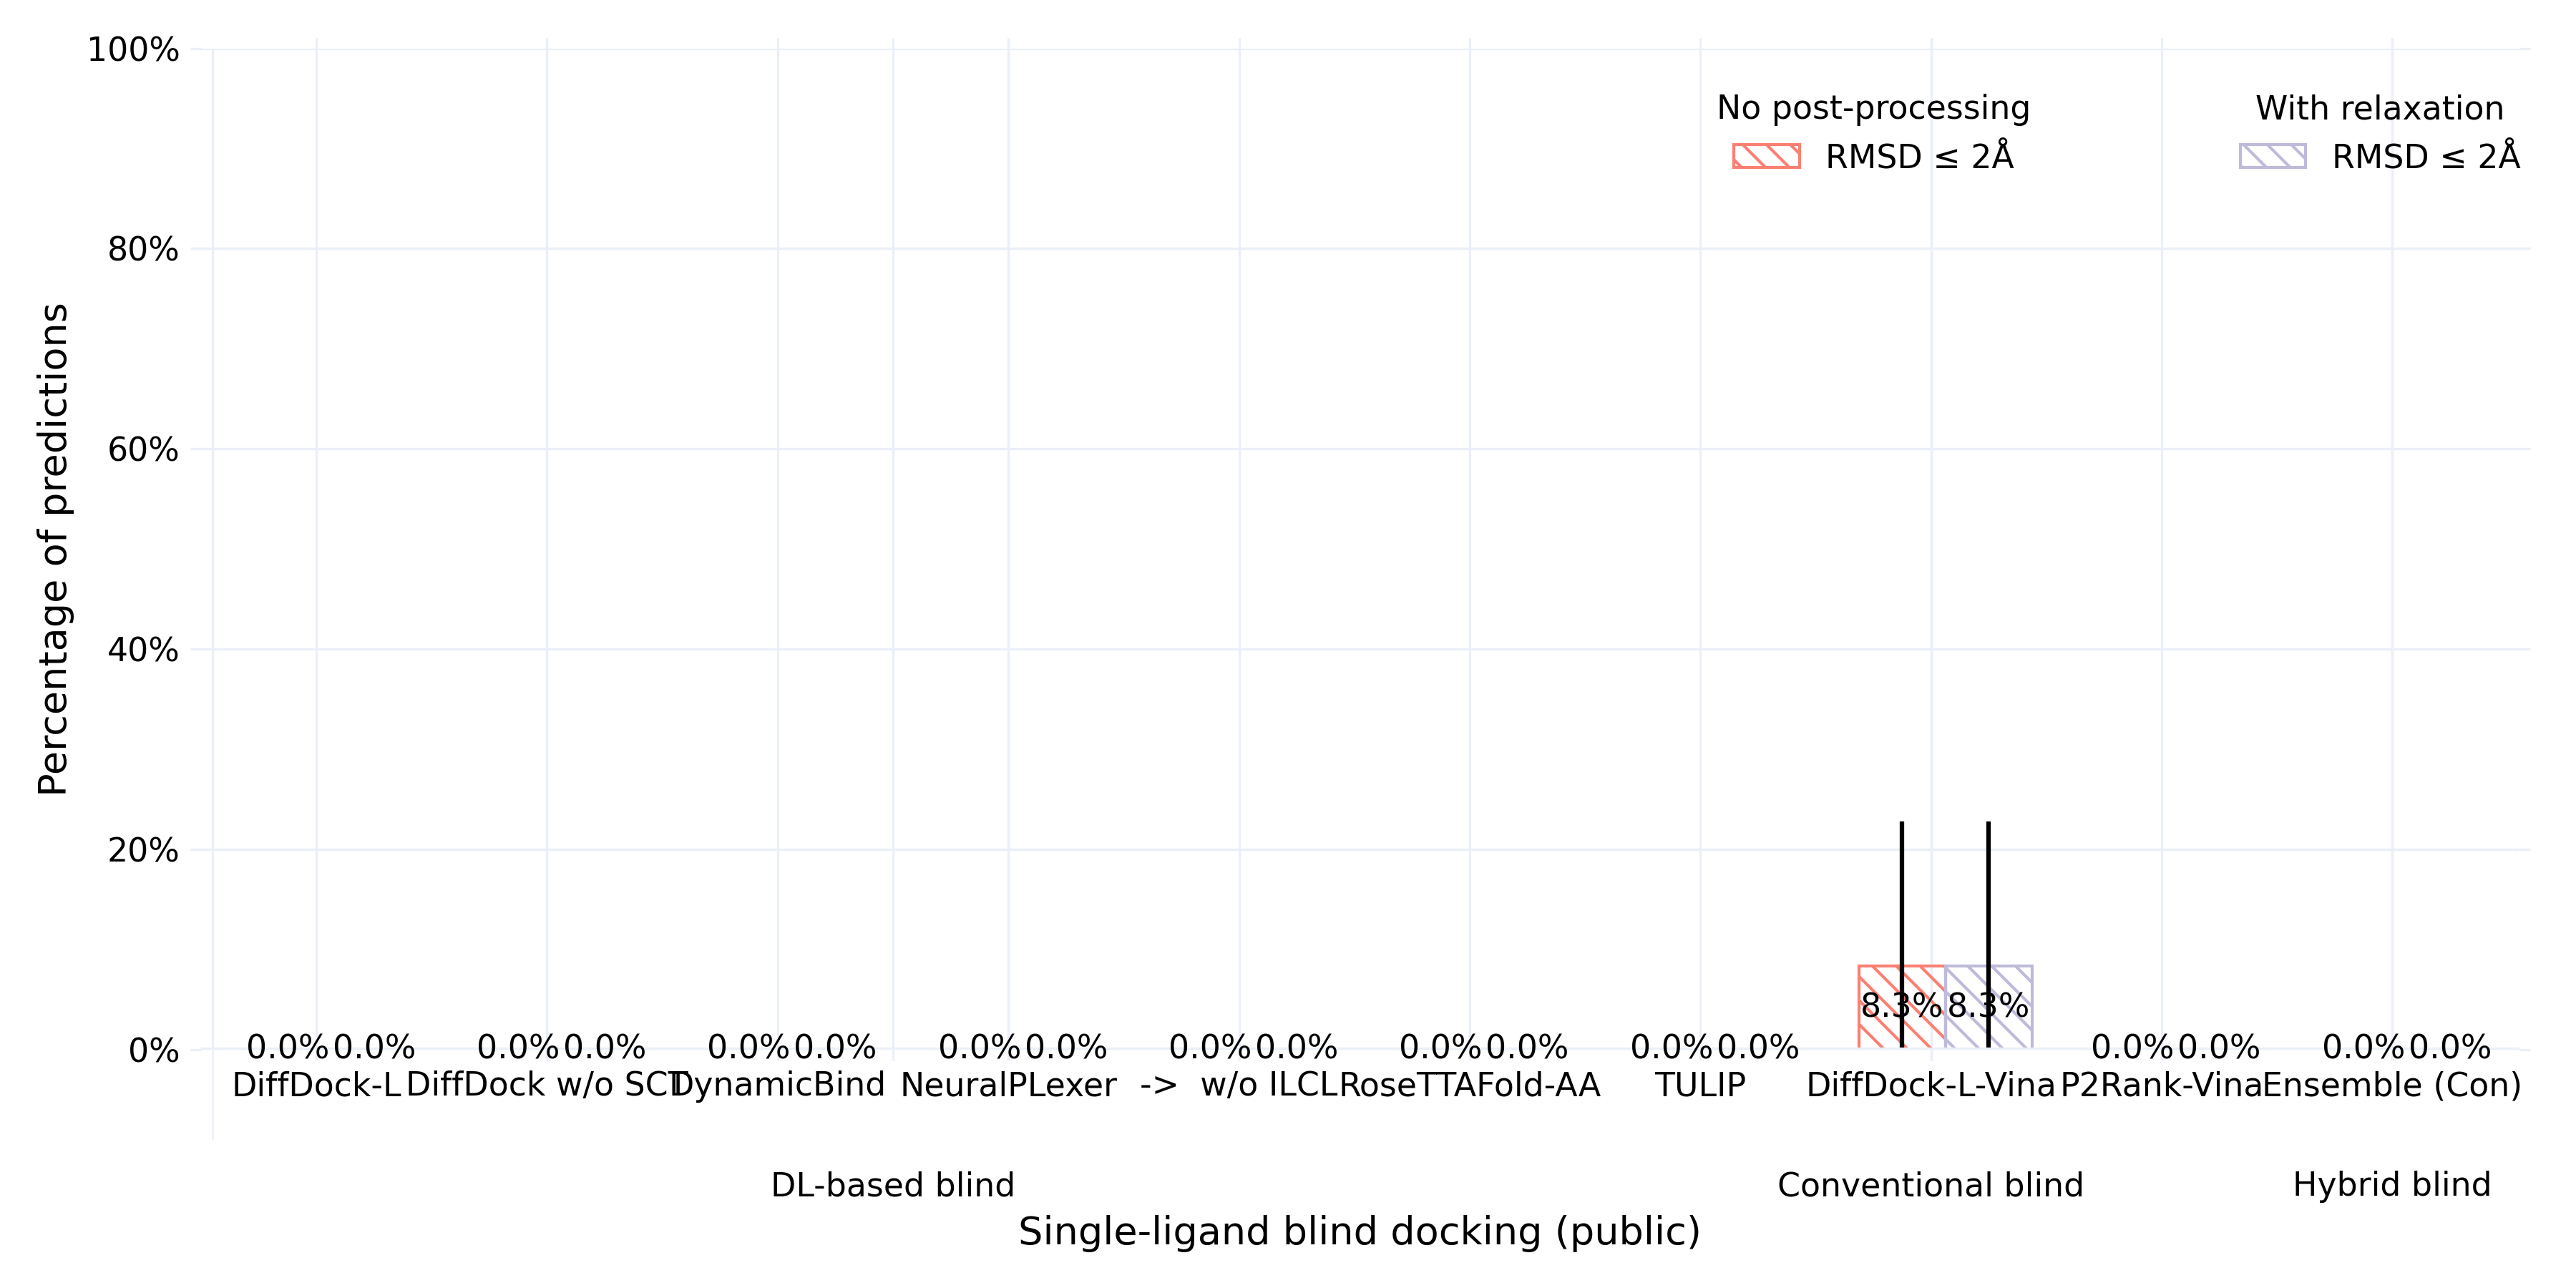 100%
80%
60%
40%
20%
0%
Percentage of predictions
No post-processing
RMSD ≤ 2Å
With relaxation
RMSD ≤ 2Å
0.0% 0.0% 0.0% 0.0% 0.0% 0.0% 0.0% 0.0% 0.0% 0.0% 0.0% 0.0% 0.0% 0.0% 8.3% 8.3% 0.0% 0.0% 0.0% 0.0%
DiffDock-L DiffDock w/o SCT DynamicBind NeuralPLexer -> w/o ILCL RoseTTAFold-AA TULIP DiffDock-L-Vina P2Rank-Vina Ensemble (Con)
DL-based blind Conventional blind Hybrid blind
Single-ligand blind docking (public)